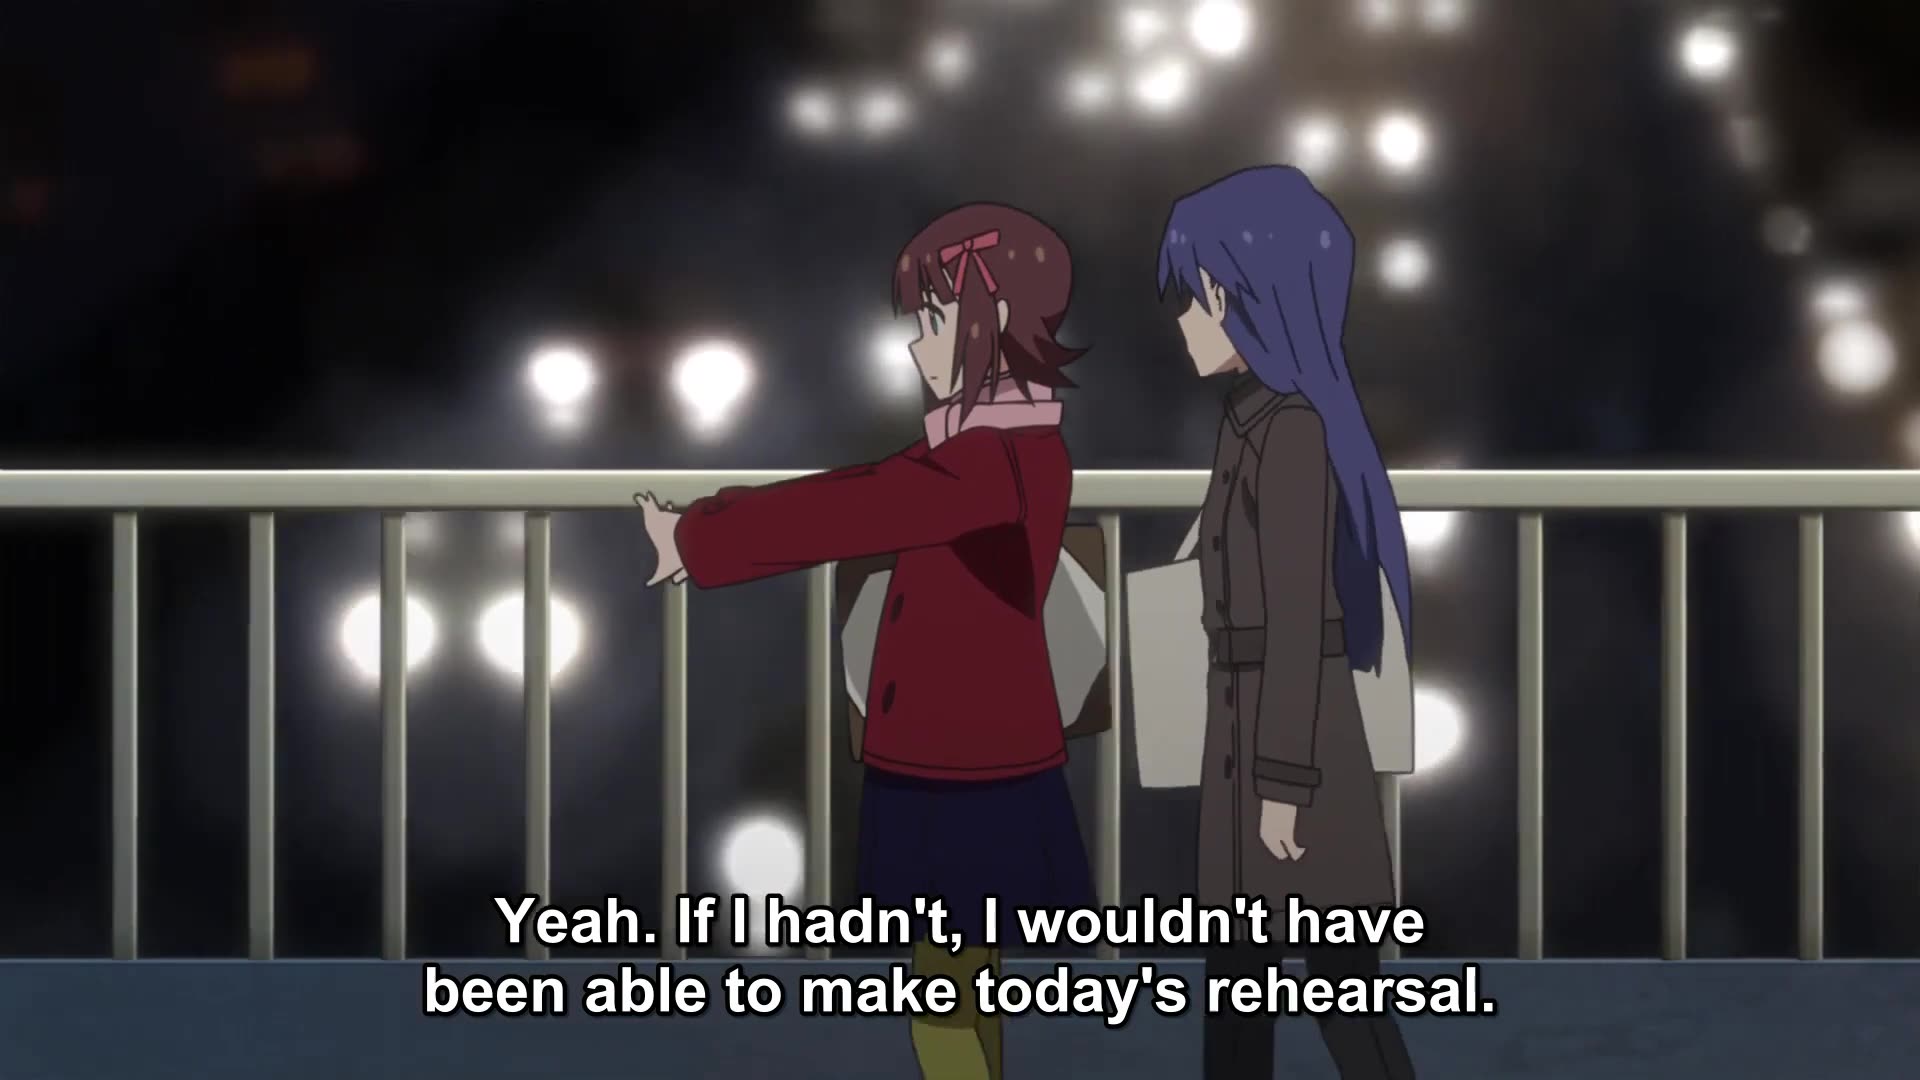 Yeah. If I hadn't, I wouldn't have
been able to make today's rehearsal.